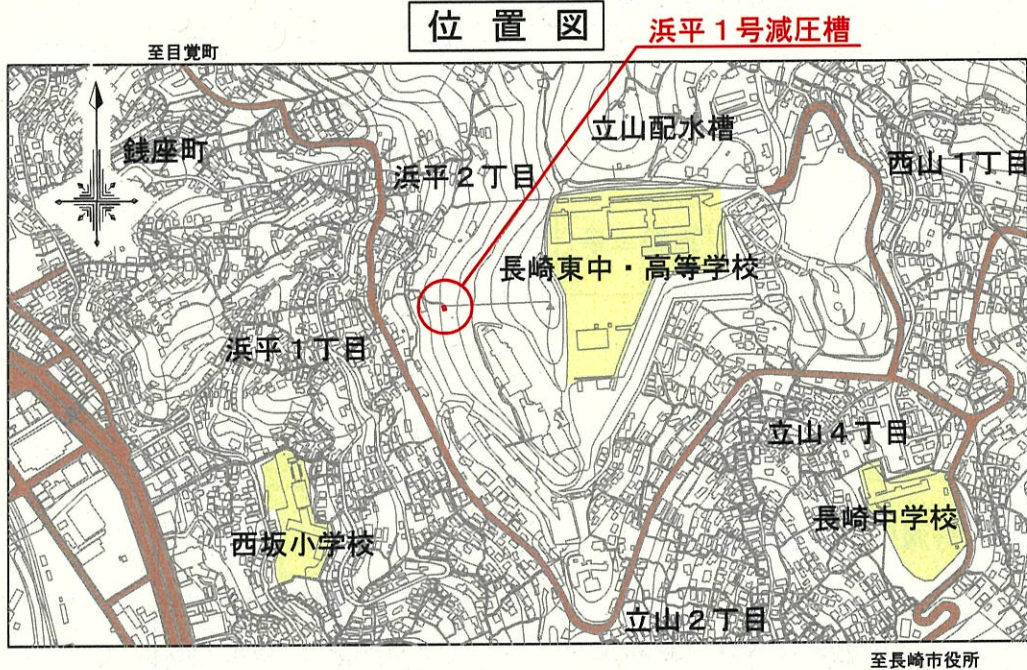 位置図
浜平1号減圧槽
至目覚町
立山配水槽
銭座町
西山1丁目
浜平2丁目
長崎東中・高等学校
浜平1丁目
立山4丁目
長崎中学校
西坂小学校
立山2丁目
至長崎市役所